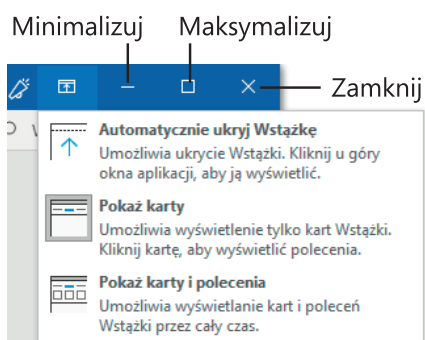 Minimalizuj Maksymalizuj
Zamknij
Automatycznie ukryj Wstążkę
Umożliwia ukrycie Wstążki. Kliknij u góry
okna aplikacji, aby ją wyświetlić.
Pokaż karty
Umożliwia wyświetlenie tylko kart Wstążki.
Kliknij kartę, aby wyświetlić polecenia.
Pokaż karty i polecenia
Umożliwia wyświetlanie kart i poleceń
Wstążki przez cały czas.